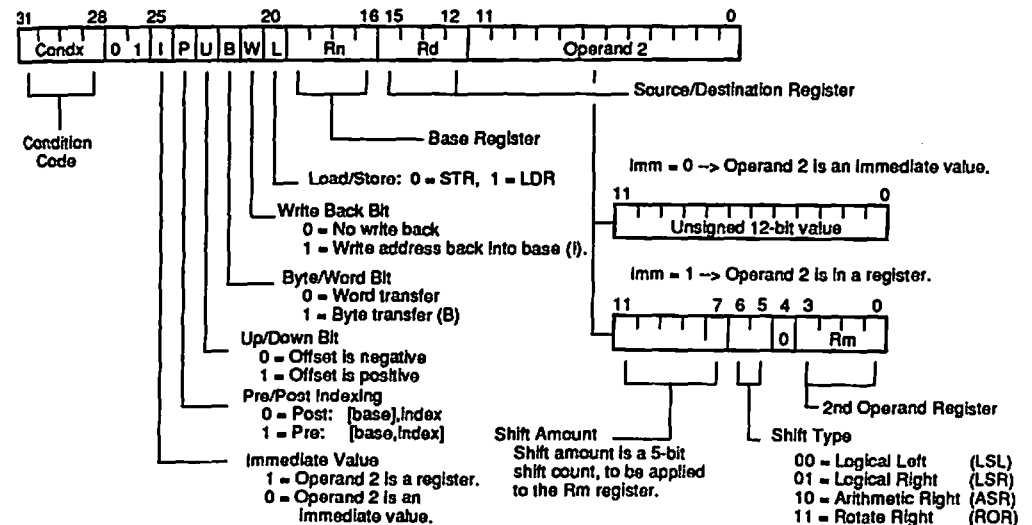 31 28 25 20 16 15 12 11 0
Condx 0 1 I P U B W L Rn Rd Operand 2
Source/Destination Register
Base Register
Condition
Code
Load/Store: 0 = STR, 1 = LDR
Write Back Bit
0 = No write back
1 = Write address back into base (!).
Byte/Word Bit
0 = Word transfer
1 = Byte transfer (B)
Up/Down Bit
0 = Offset is negative
1 = Offset is positive
Pre/Post Indexing
0 = Post: [base],index
1 = Pre: [base,index]
Immediate Value
1 = Operand 2 is a register.
0 = Operand 2 is an
immediate value.
Imm = 0 --> Operand 2 is an immediate value.
11 0
Unsigned 12-bit value
Imm = 1 --> Operand 2 is in a register.
11 7 6 5 4 3 0
0 Rm
2nd Operand Register
Shift Amount
Shift amount is a 5-bit
shift count, to be applied
to the Rm register.
Shift Type
00 = Logical Left (LSL)
01 = Logical Right (LSR)
10 = Arithmetic Right (ASR)
11 = Rotate Right (ROR)